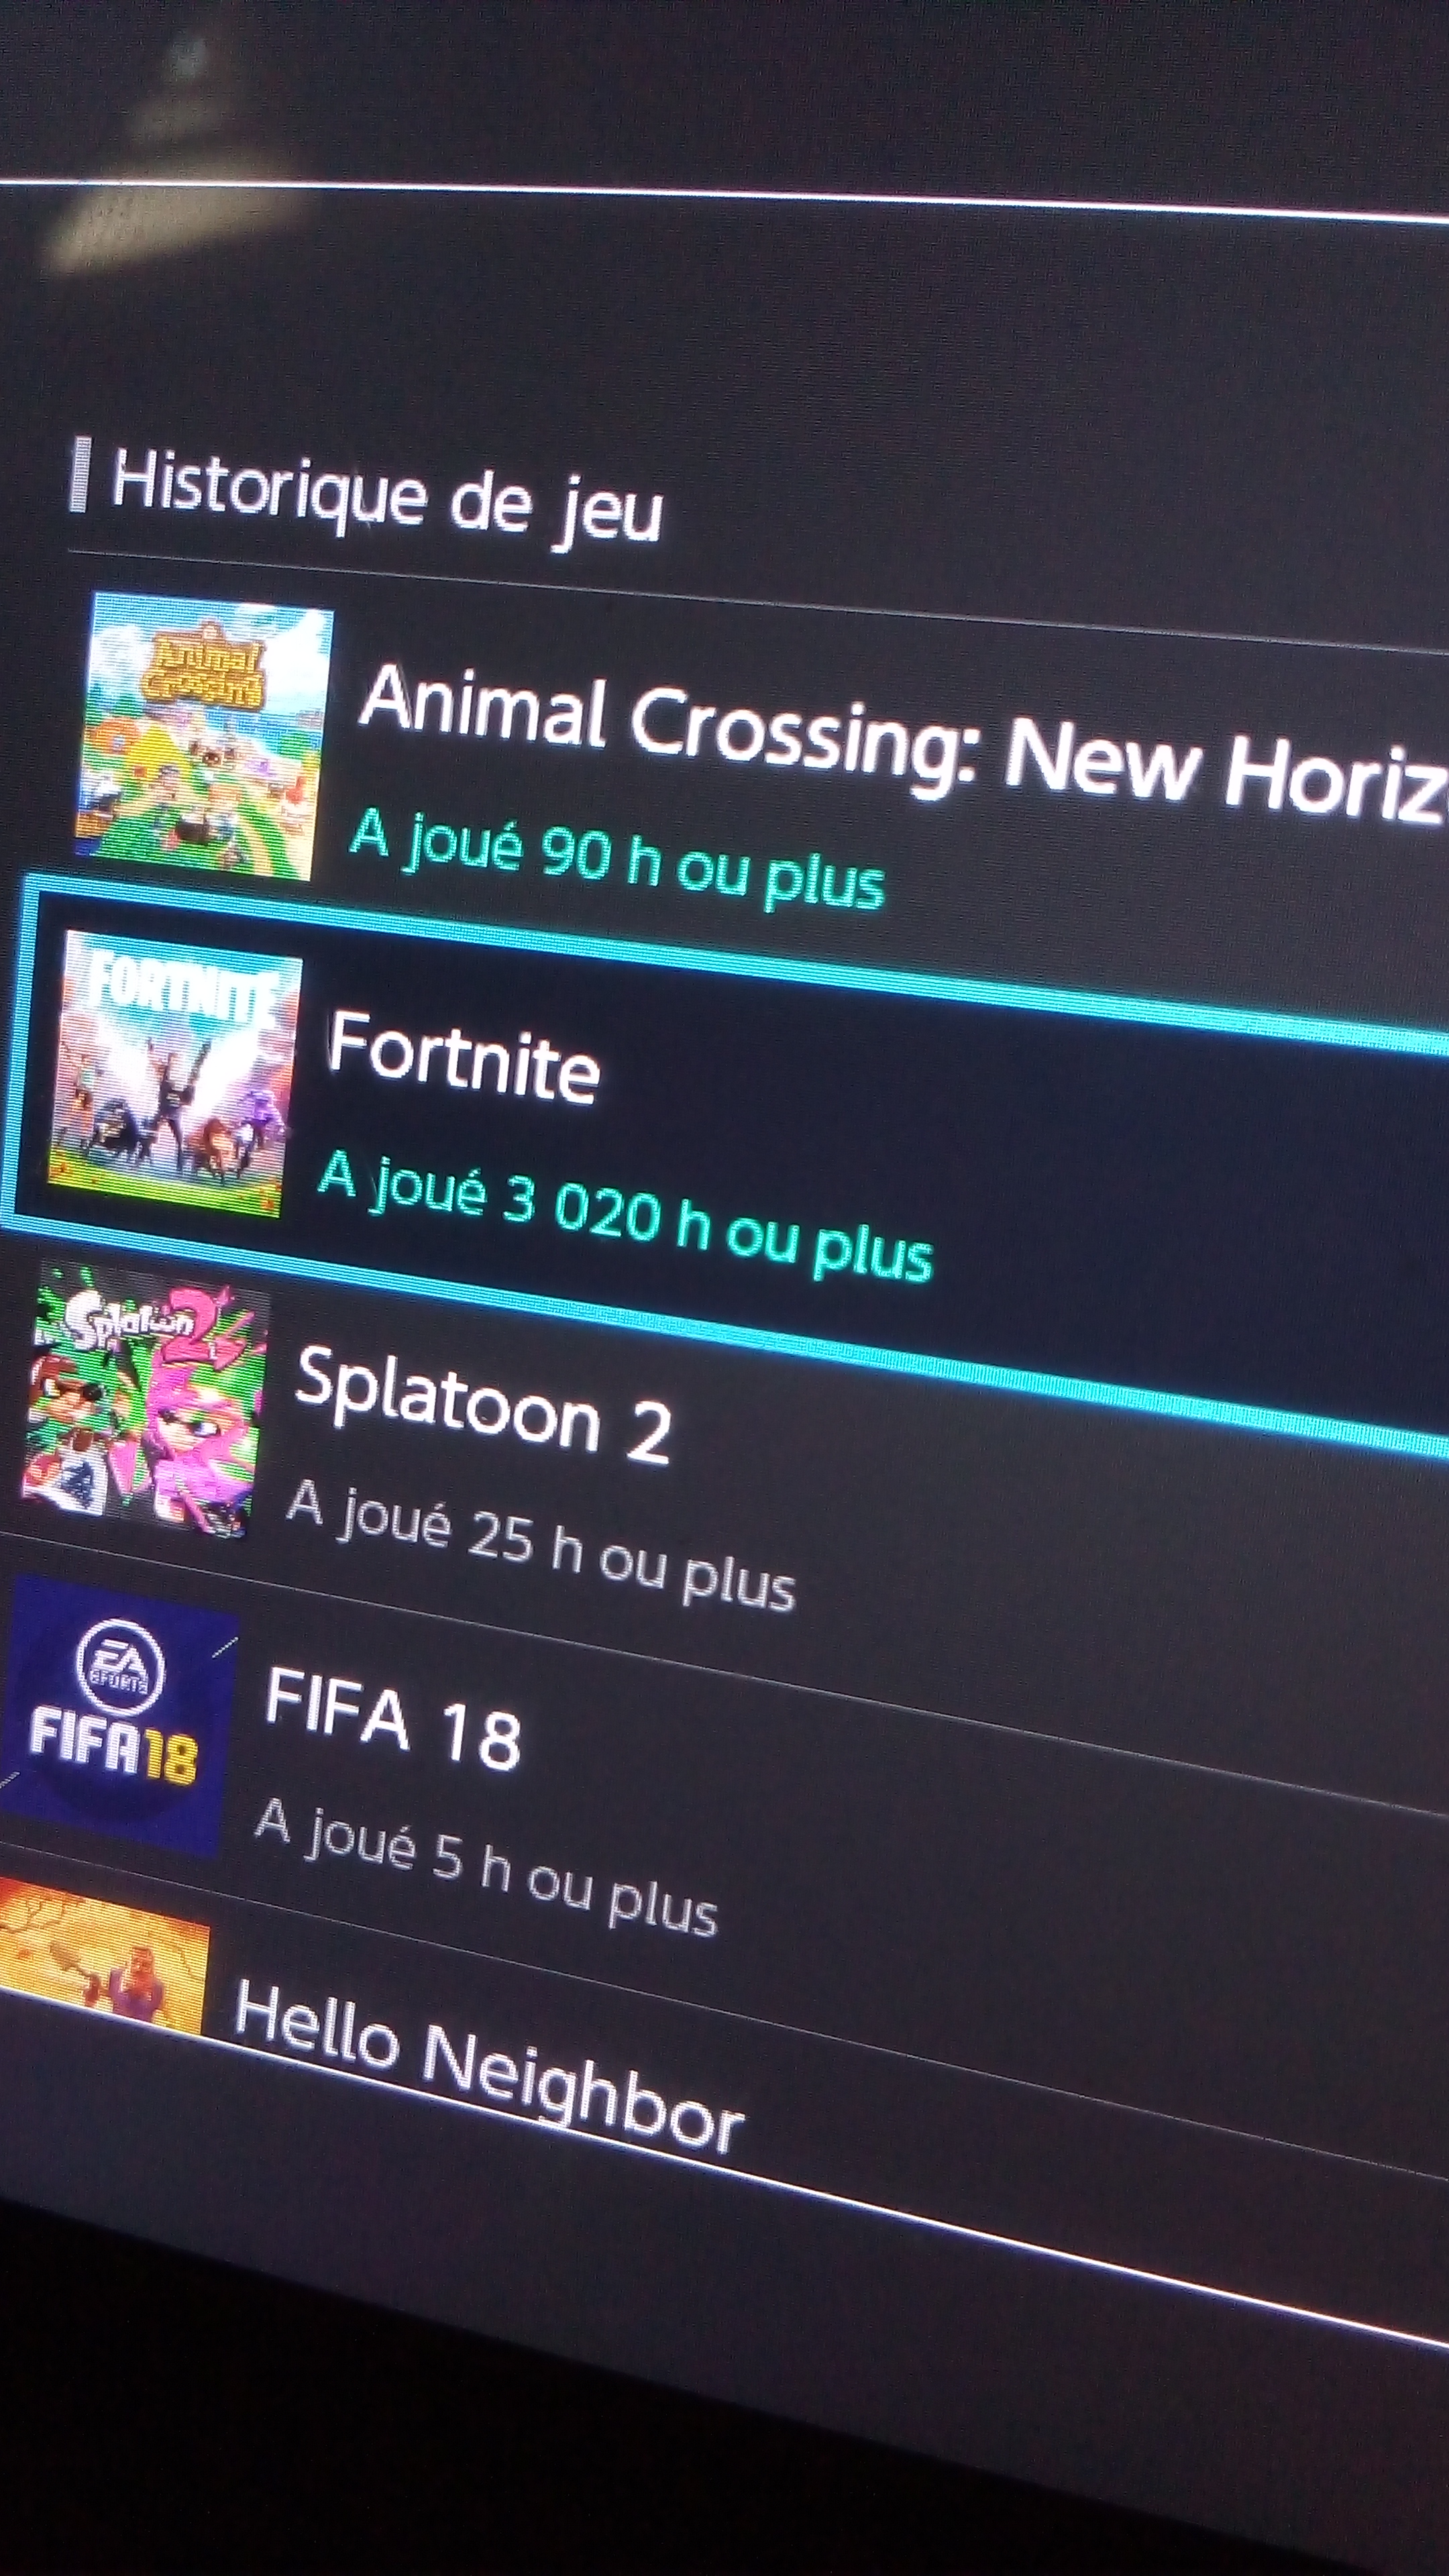 Historique de jeu
Animal Crossing
Animal Crossing: New Horiz
A joué 90 h ou plus
FORTNITE
Fortnite
A joué 3 020 h ou plus
Splatoon 2
Splatoon 2
A joué 25 h ou plus
EA
SPORTS
FIFA 18
FIFA 18
A joué 5 h ou plus
Hello Neighbor